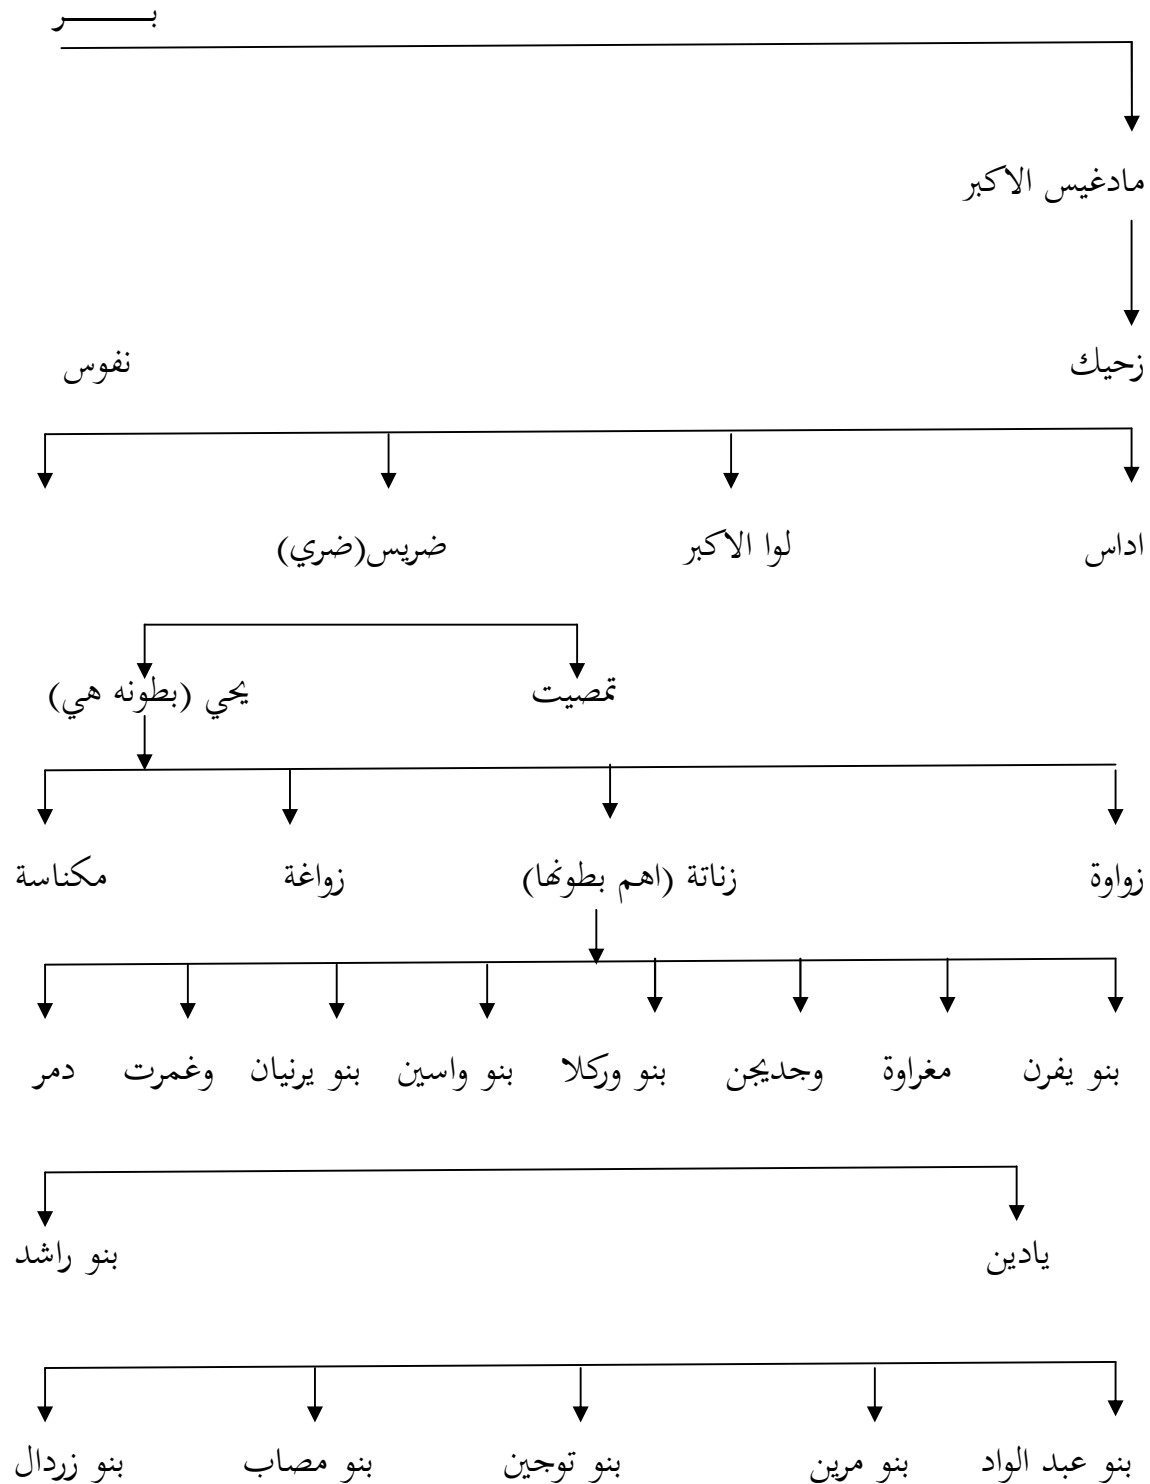 بــــــر
مادغيس الاكبر
زحيك نفوس
اداس لوا الاكبر ضريس(ضري)
تمصيت يحي (بطونه هي)
زواوة زناتة (اهم بطونها) زواغة مكناسة
بنو يفرن مغراوة وجديجن بنو وركلا بنو واسين بنو يرنيان وغمرت دمر
يادين بنو راشد
بنو عبد الواد بنو مرين بنو توجين بنو مصاب بنو زردال